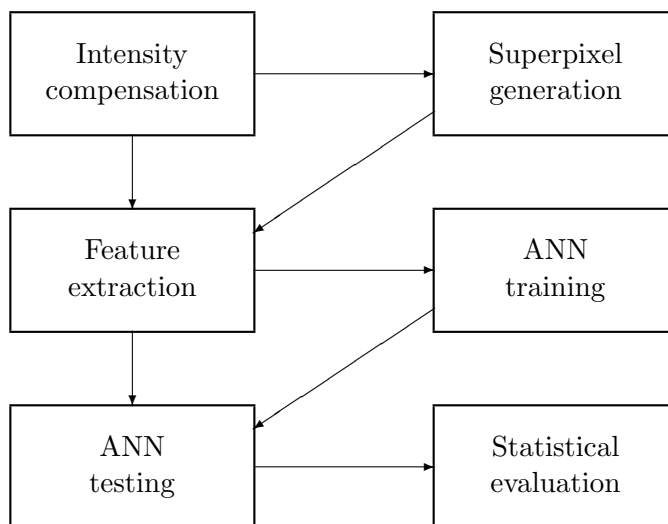 Intensity
compensation
Superpixel
generation
Feature
extraction
ANN
training
ANN
testing
Statistical
evaluation